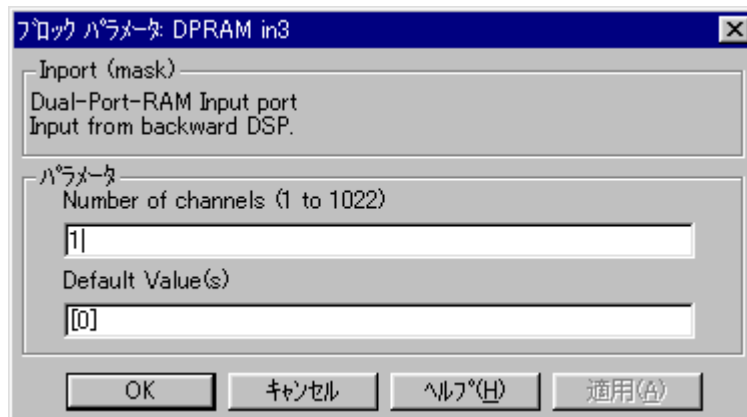 ﾌﾞﾛｯｸ ﾊﾟﾗﾒｰﾀ: DPRAM in3
Inport (mask)
Dual-Port-RAM Input port
Input from backward DSP.
ﾊﾟﾗﾒｰﾀ
Number of channels (1 to 1022)
1
Default Value(s)
[0]
OK ｷｬﾝｾﾙ ﾍﾙﾌﾟ(H) 適用(A)